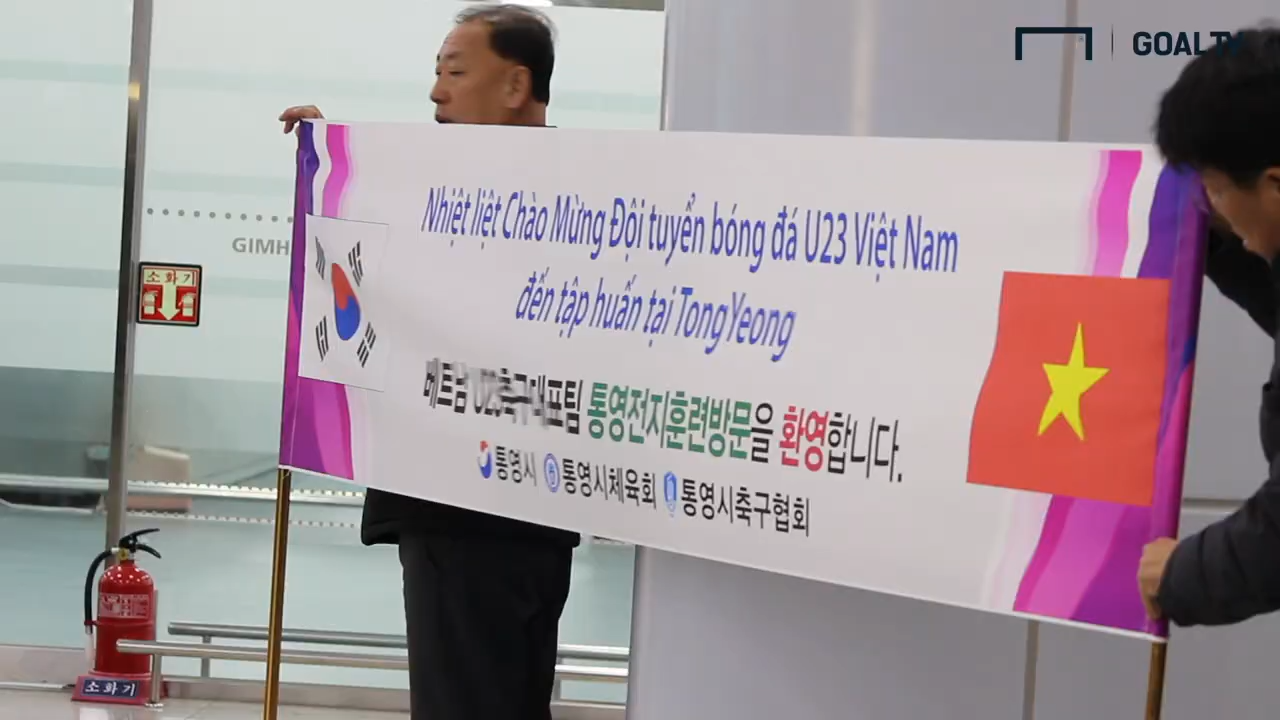 GOAL TV
GIMH
소화기
Nhiệt liệt Chào Mừng Đội tuyển bóng đá U23 Việt Nam
đến tập huấn tại TongYeong
베트남 U23축구대표팀 통영전지훈련방문을 환영합니다.
통영시 통영시체육회 통영시축구협회
소화기